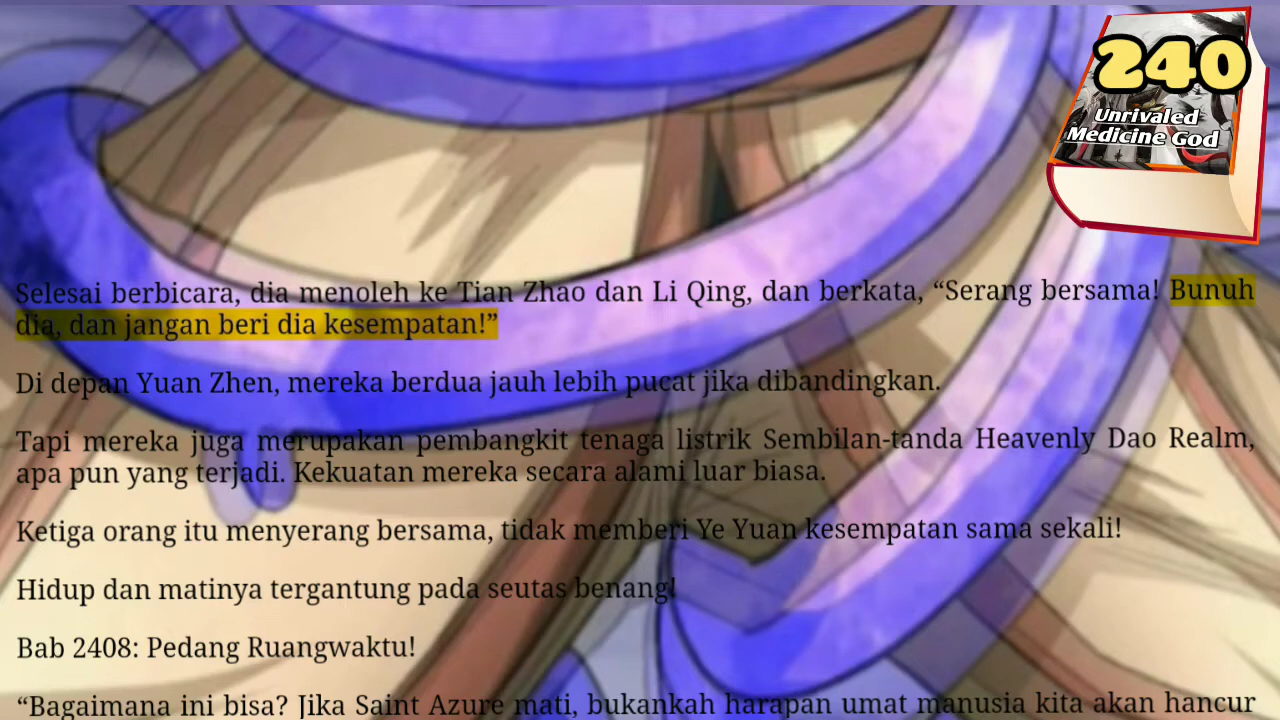 240
Unrivaled
Medicine God
Selesai berbicara, dia menoleh ke Tian Zhao dan Li Qing, dan berkata, “Serang bersama! Bunuh
dia, dan jangan beri dia kesempatan!”
Di depan Yuan Zhen, mereka berdua jauh lebih pucat jika dibandingkan.
Tapi mereka juga merupakan pembangkit tenaga listrik Sembilan-tanda Heavenly Dao Realm,
apa pun yang terjadi. Kekuatan mereka secara alami luar biasa.
Ketiga orang itu menyerang bersama, tidak memberi Ye Yuan kesempatan sama sekali!
Hidup dan matinya tergantung pada seutas benang!
Bab 2408: Pedang Ruangwaktu!
“Bagaimana ini bisa? Jika Saint Azure mati, bukankah harapan umat manusia kita akan hancur